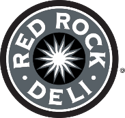 RED ROCK
· DELI ·
®